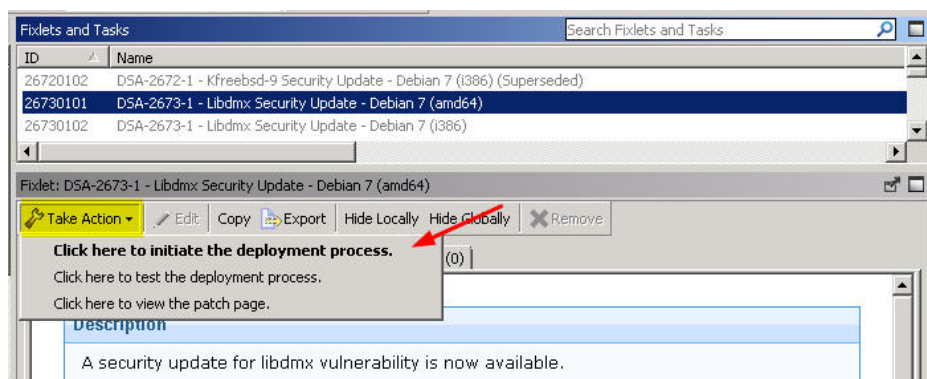 Fixlets and Tasks
Search Fixlets and Tasks
ID Name
26720102 DSA-2672-1 - Kfreebsd-9 Security Update - Debian 7 (i386) (Superseded)
26730101 DSA-2673-1 - Libdmx Security Update - Debian 7 (amd64)
26730102 DSA-2673-1 - Libdmx Security Update - Debian 7 (i386)
Fixlet: DSA-2673-1 - Libdmx Security Update - Debian 7 (amd64)
Take Action Edit Copy Export Hide Locally Hide Globally Remove
Click here to initiate the deployment process.
(0)
Click here to test the deployment process.
Click here to view the patch page.
Description
A security update for libdmx vulnerability is now available.